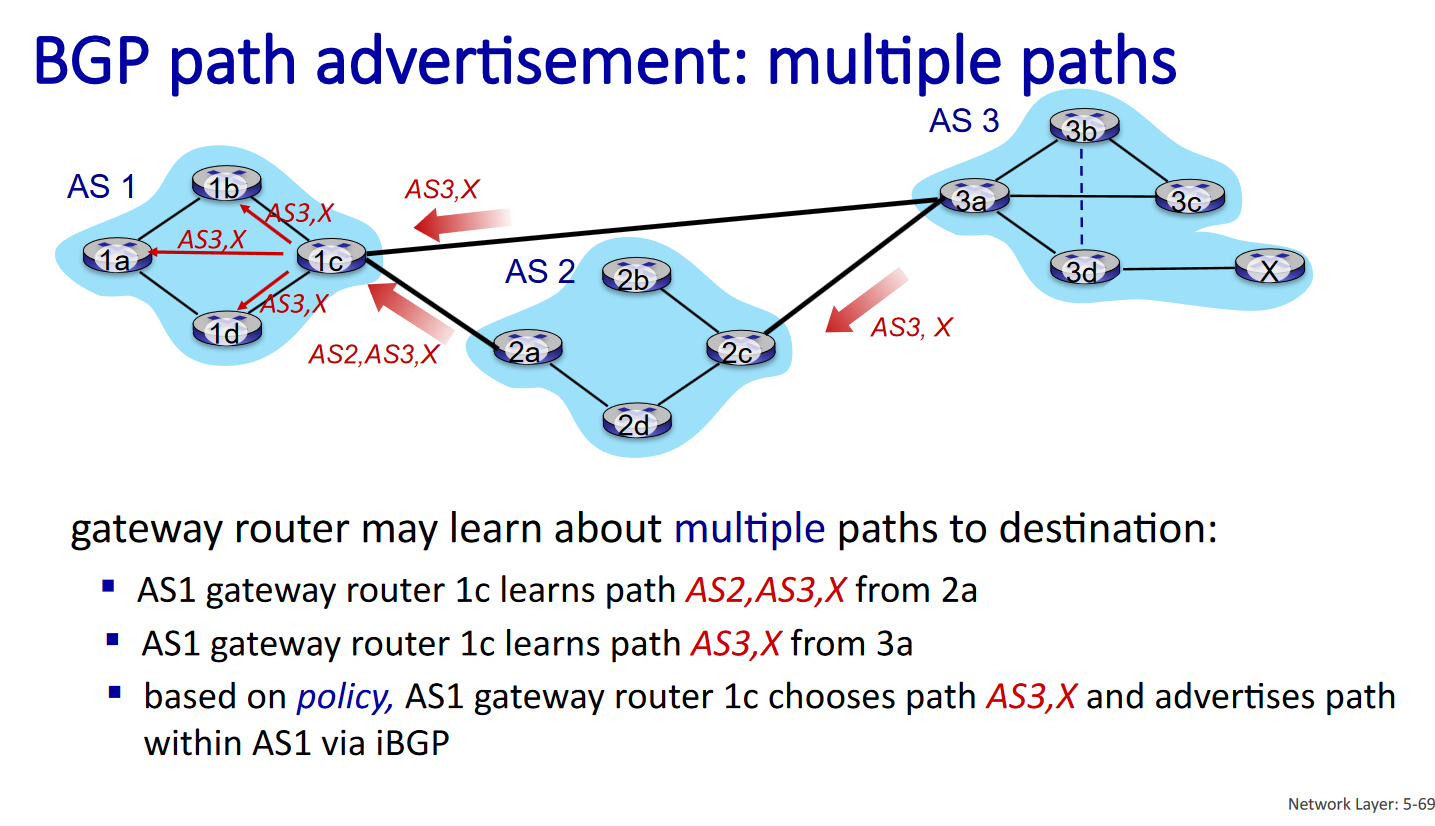 BGP path advertisement: multiple paths
AS 3
3b
AS 1
1b
AS3,X
3a
3c
AS3,X
AS3,X
1a
1c
AS 2
2b
3d
X
AS3,X
1d
AS3, X
AS2,AS3,X
2a
2c
2d
gateway router may learn about multiple paths to destination:
▪ AS1 gateway router 1c learns path AS2,AS3,X from 2a
▪ AS1 gateway router 1c learns path AS3,X from 3a
▪ based on policy, AS1 gateway router 1c chooses path AS3,X and advertises path
within AS1 via iBGP
Network Layer: 5-69